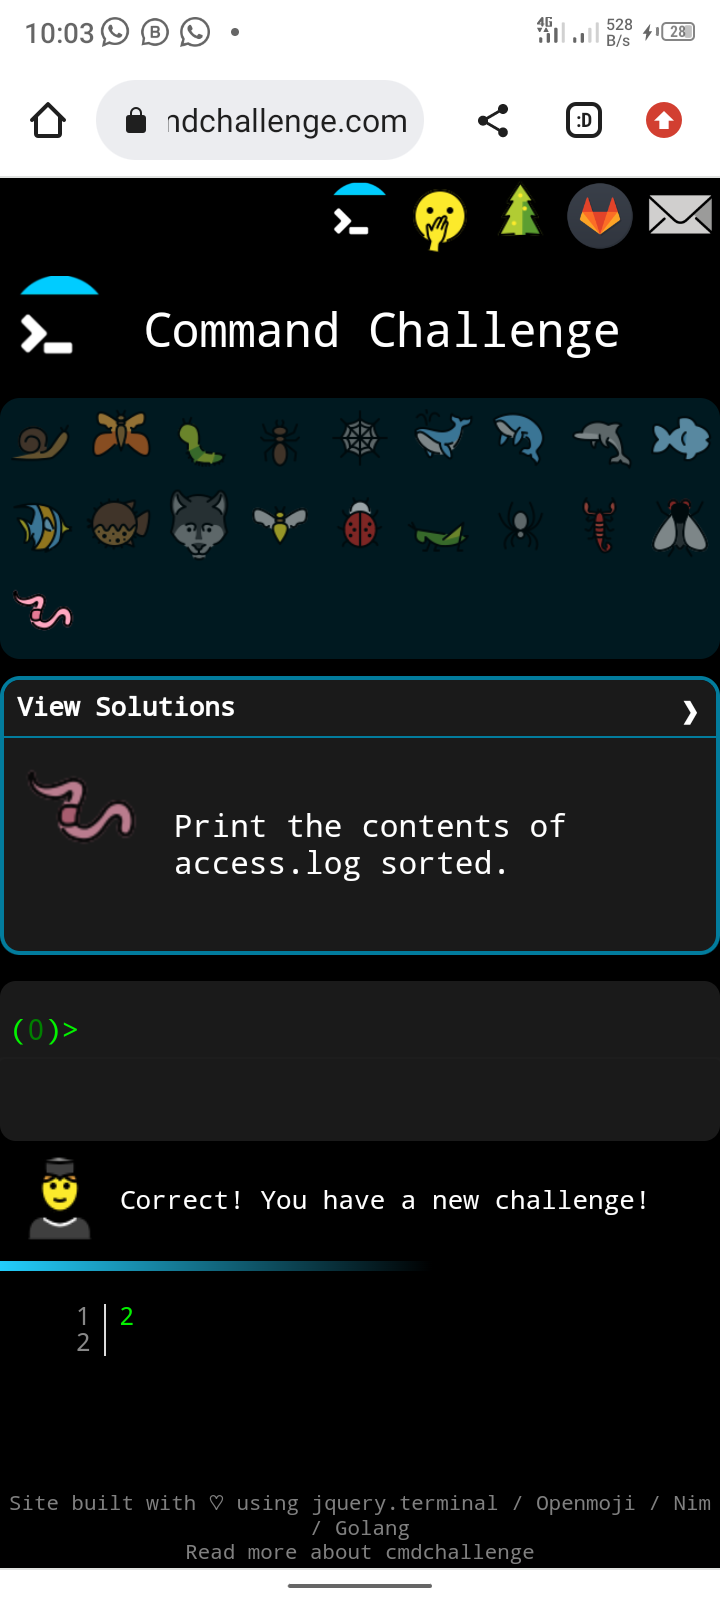 10:03
4G
528
B/s
28
ndchallenge.com
:D
Command Challenge
View Solutions
Print the contents of
access.log sorted.
(0)>
Correct! You have a new challenge!
1 2
2
Site built with ♡ using jquery.terminal / Openmoji / Nim
/ Golang
Read more about cmdchallenge